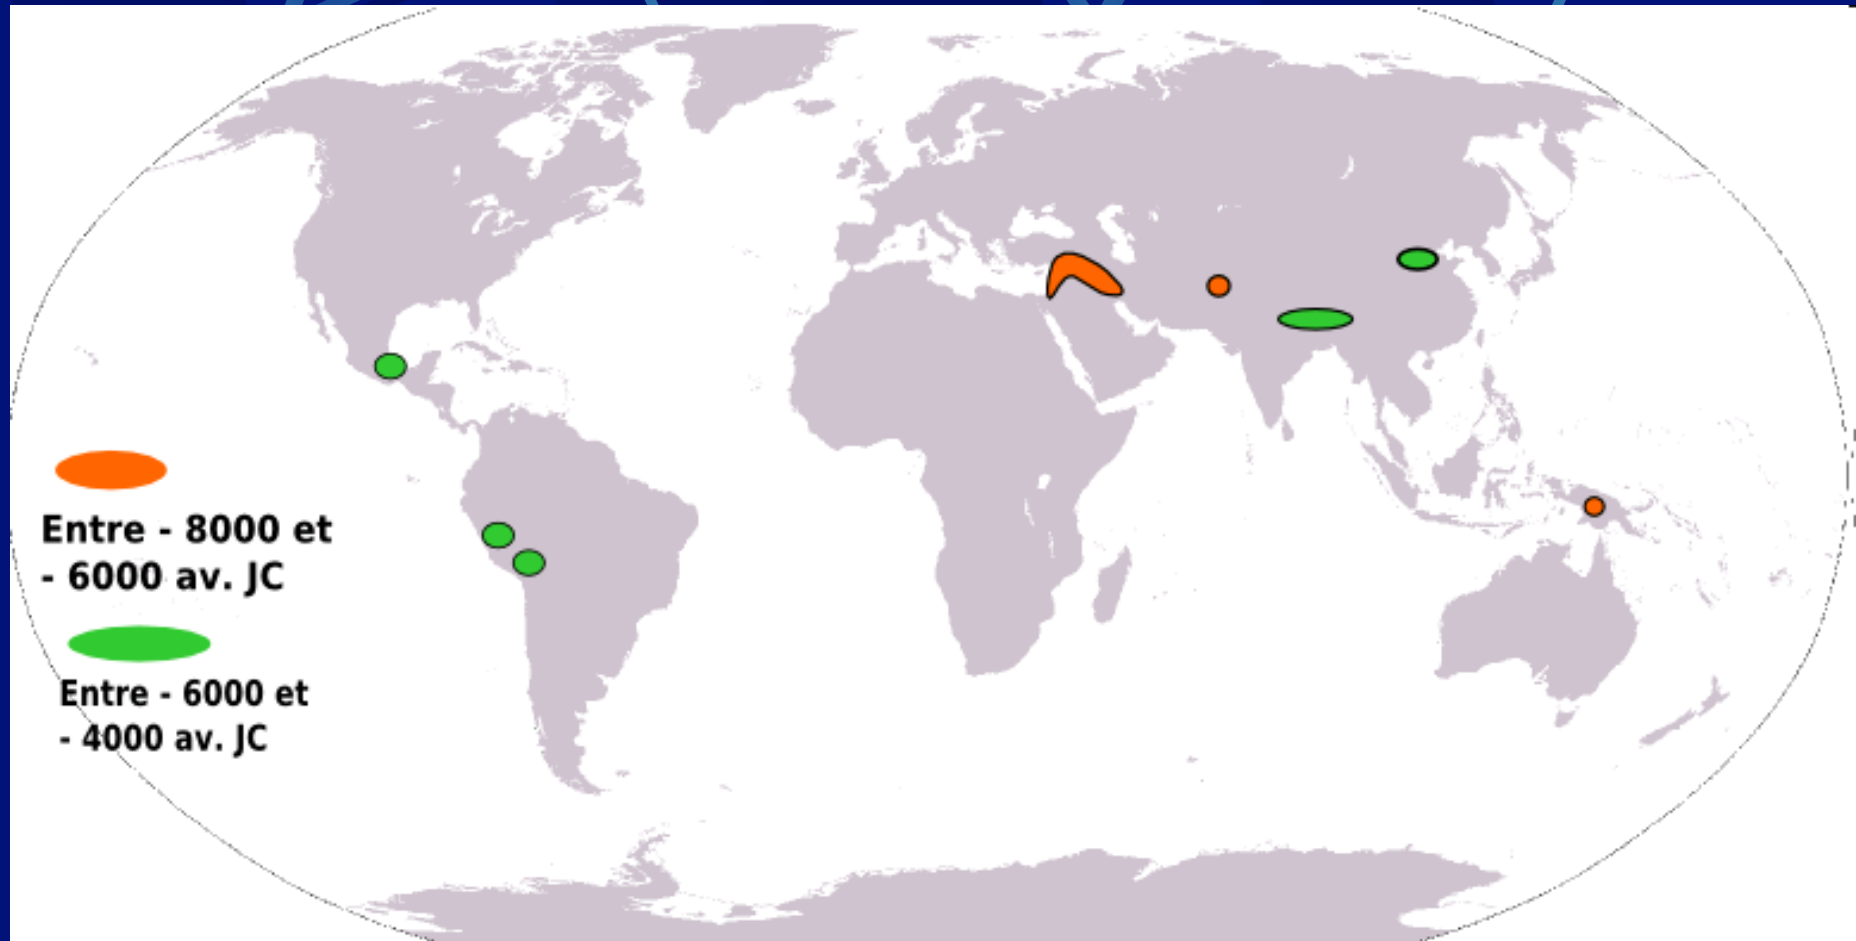 Entre - 8000 et
- 6000 av. JC
Entre - 6000 et
- 4000 av. JC